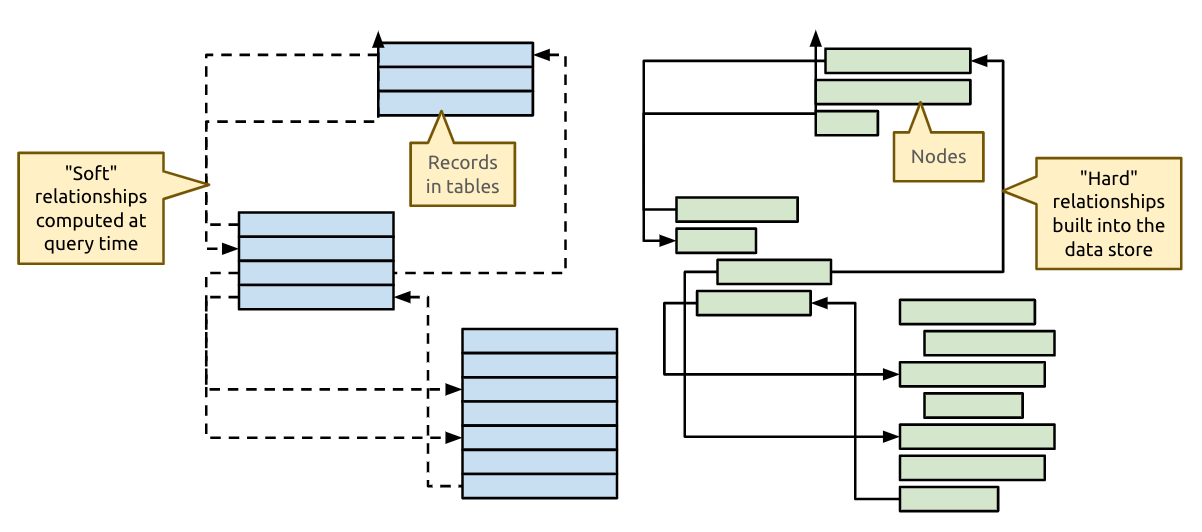 "Soft"
relationships
computed at
query time
Records
in tables
Nodes
"Hard"
relationships
built into the
data store